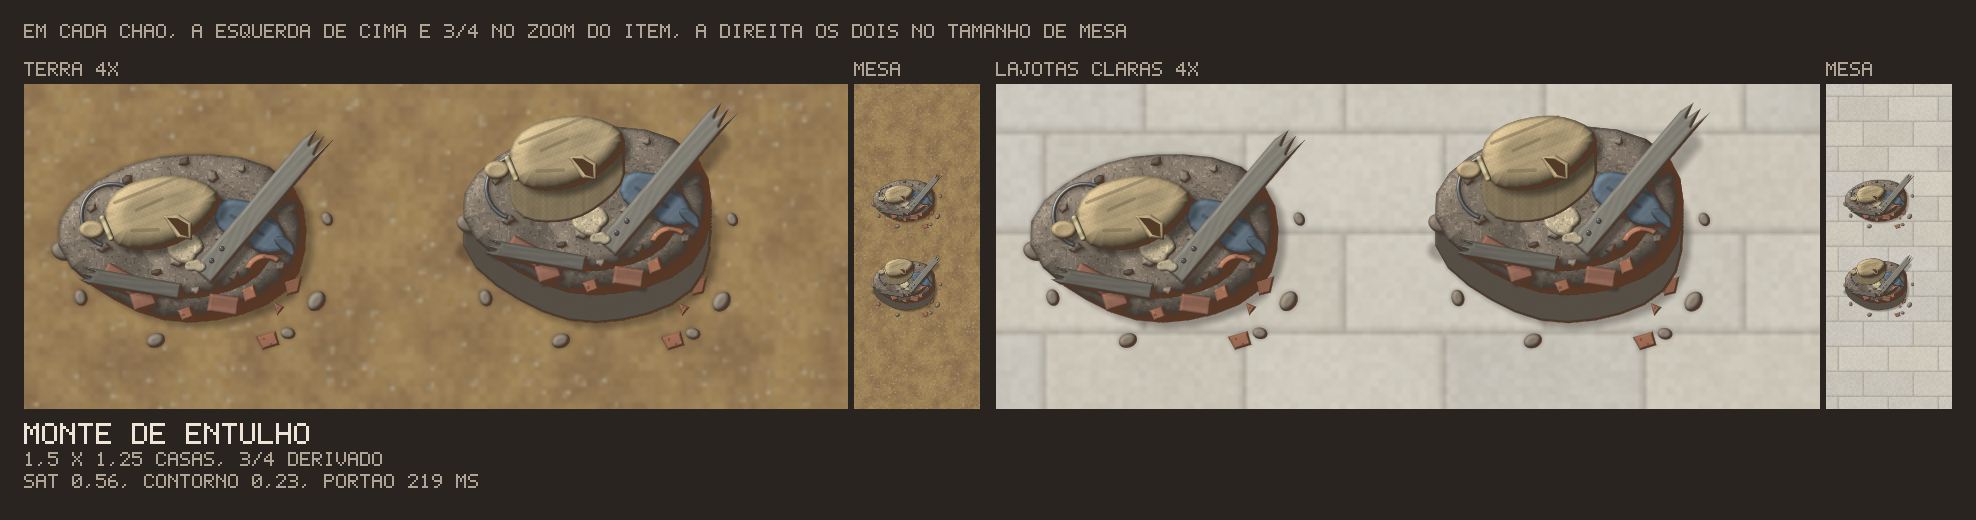 EM CADA CHAO, A ESQUERDA DE CIMA E 3/4 NO ZOOM DO ITEM, A DIREITA OS DOIS NO TAMANHO DE MESA
TERRA 4X
MESA
LAJOTAS CLARAS 4X
MESA
MONTE DE ENTULHO
1,5 X 1,25 CASAS, 3/4 DERIVADO
SAT 0,56, CONTORNO 0,23, PORTAO 219 MS